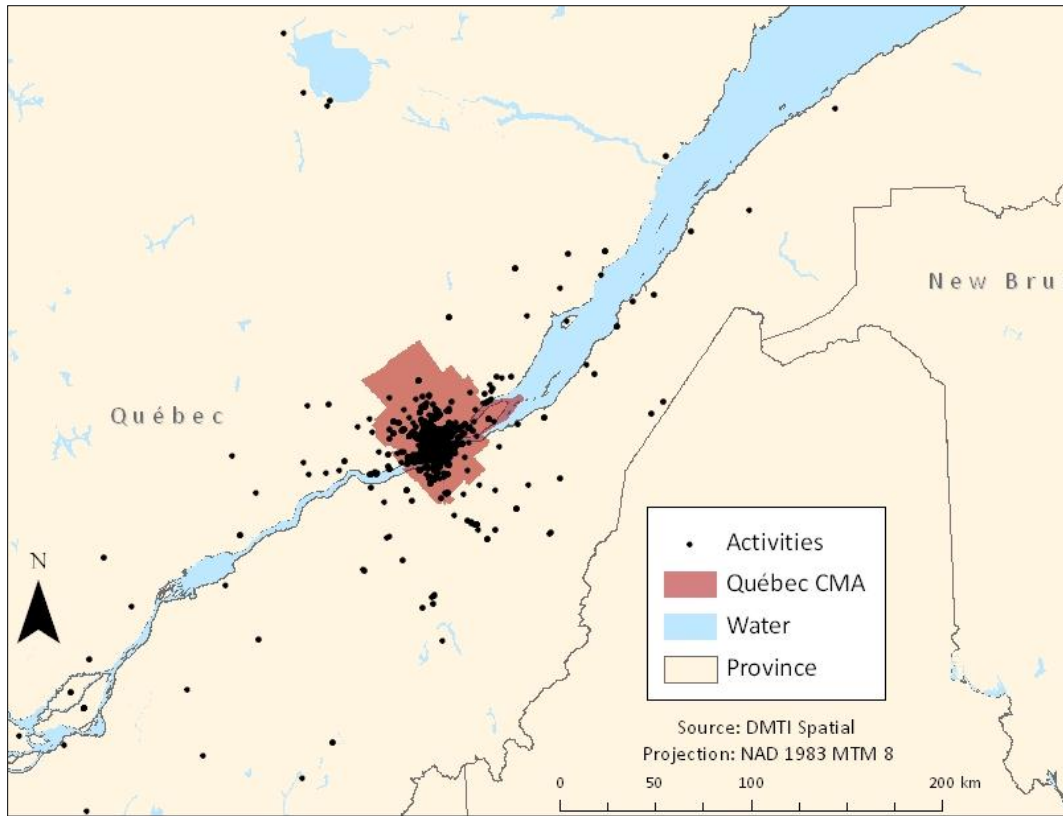 New Bru
Québec
N
Activities
Québec CMA
Water
Province
Source: DMTI Spatial
Projection: NAD 1983 MTM 8
0 50 100 200 km